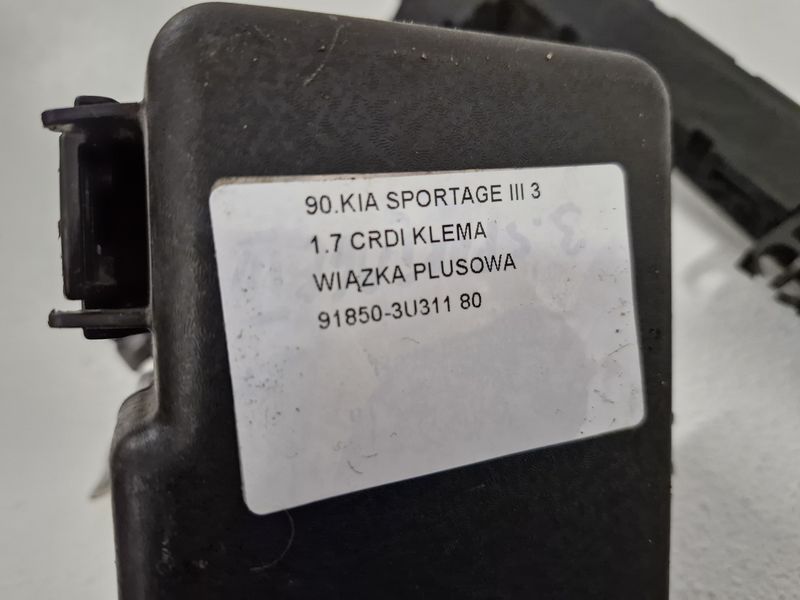 90.KIA SPORTAGE III 3
1.7 CRDI KLEMA
WIĄZKA PLUSOWA
91850-3U311 80